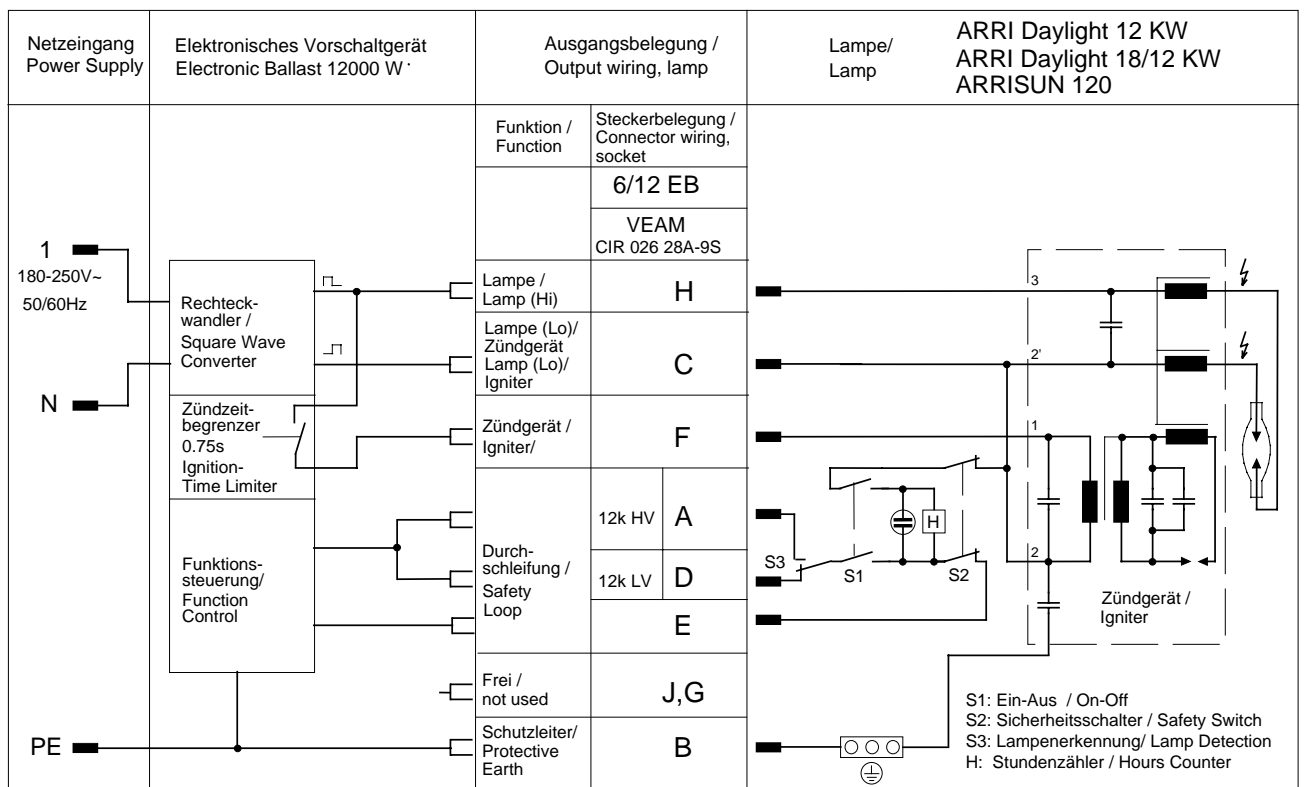 Netzeingang
Power Supply
Elektronisches Vorschaltgerät
Electronic Ballast 12000 W
Ausgangsbelegung /
Output wiring, lamp
Lampe/
Lamp
ARRI Daylight 12 KW
ARRI Daylight 18/12 KW
ARRISUN 120
Funktion /
Function
Steckerbelegung /
Connector wiring,
socket
6/12 EB
VEAM
CIR 026 28A-9S
1
180-250V~
50/60Hz
N
PE
Rechteck-
wandler /
Square Wave
Converter
Zündzeit-
begrenzer
0.75s
Ignition-
Time Limiter
Funktions-
steuerung/
Function
Control
Lampe /
Lamp (Hi)
H
Lampe (Lo)/
Zündgerät
Lamp (Lo)/
Igniter
C
Zündgerät /
Igniter/
F
Durch-
schleifung /
Safety
Loop
12k HV A
12k LV D
E
Frei /
not used
J,G
Schutzleiter/
Protective
Earth
B
3
2'
1
2
H
S3
S1
S2
Zündgerät /
Igniter
S1: Ein-Aus / On-Off
S2: Sicherheitsschalter / Safety Switch
S3: Lampenerkennung/ Lamp Detection
H: Stundenzähler / Hours Counter